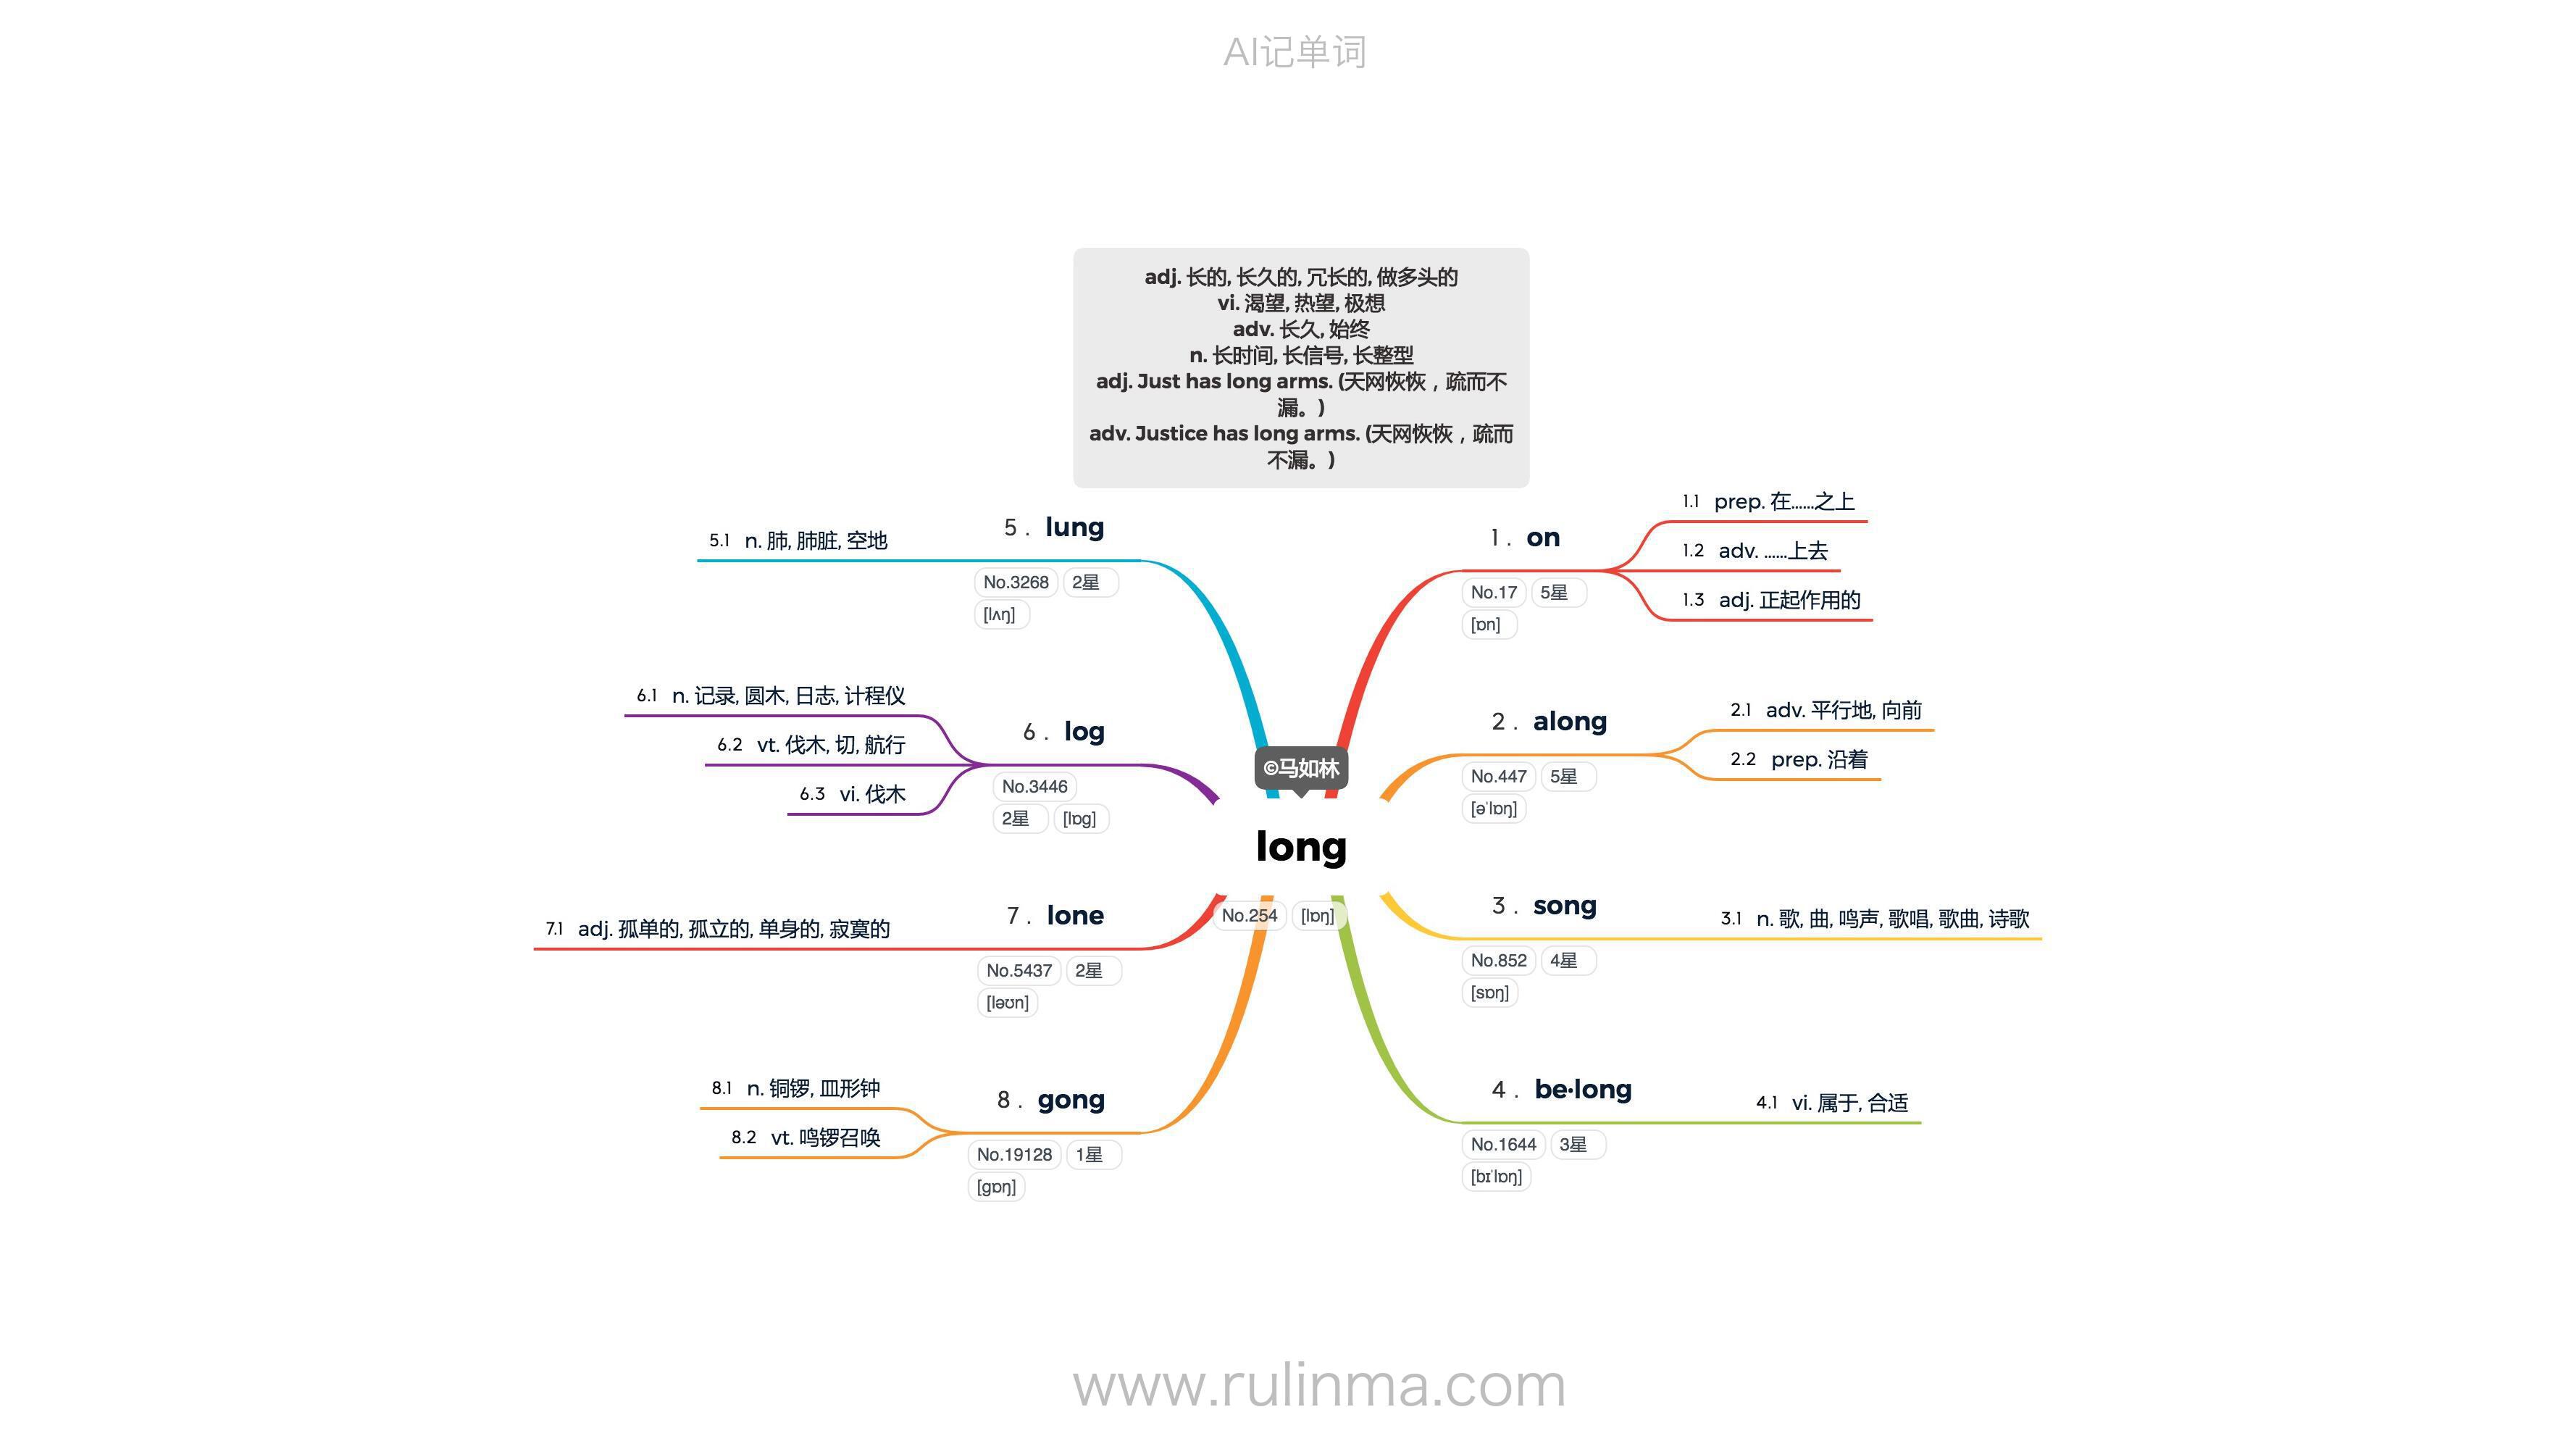 AI记单词
adj. 长的, 长久的, 冗长的, 做多头的
vi. 渴望, 热望, 极想
adv. 长久, 始终
n. 长时间, 长信号, 长整型
adj. Just has long arms. (天网恢恢，疏而不
漏。)
adv. Justice has long arms. (天网恢恢，疏而
不漏。)
©马如林
long
No.254 [lɒŋ]
1 . on
No.17 5星
[ɒn]
1.1 prep. 在......之上
1.2 adv. ......上去
1.3 adj. 正起作用的
2 . along
No.447 5星
[əˈlɒŋ]
2.1 adv. 平行地, 向前
2.2 prep. 沿着
3 . song
No.852 4星
[sɒŋ]
3.1 n. 歌, 曲, 鸣声, 歌唱, 歌曲, 诗歌
4 . be·long
No.1644 3星
[bɪˈlɒŋ]
4.1 vi. 属于, 合适
5 . lung
No.3268 2星
[lʌŋ]
5.1 n. 肺, 肺脏, 空地
6 . log
No.3446
2星 [lɒg]
6.1 n. 记录, 圆木, 日志, 计程仪
6.2 vt. 伐木, 切, 航行
6.3 vi. 伐木
7 . lone
No.5437 2星
[ləʊn]
7.1 adj. 孤单的, 孤立的, 单身的, 寂寞的
8 . gong
No.19128 1星
[gɒŋ]
8.1 n. 铜锣, 皿形钟
8.2 vt. 鸣锣召唤
www.rulinma.com